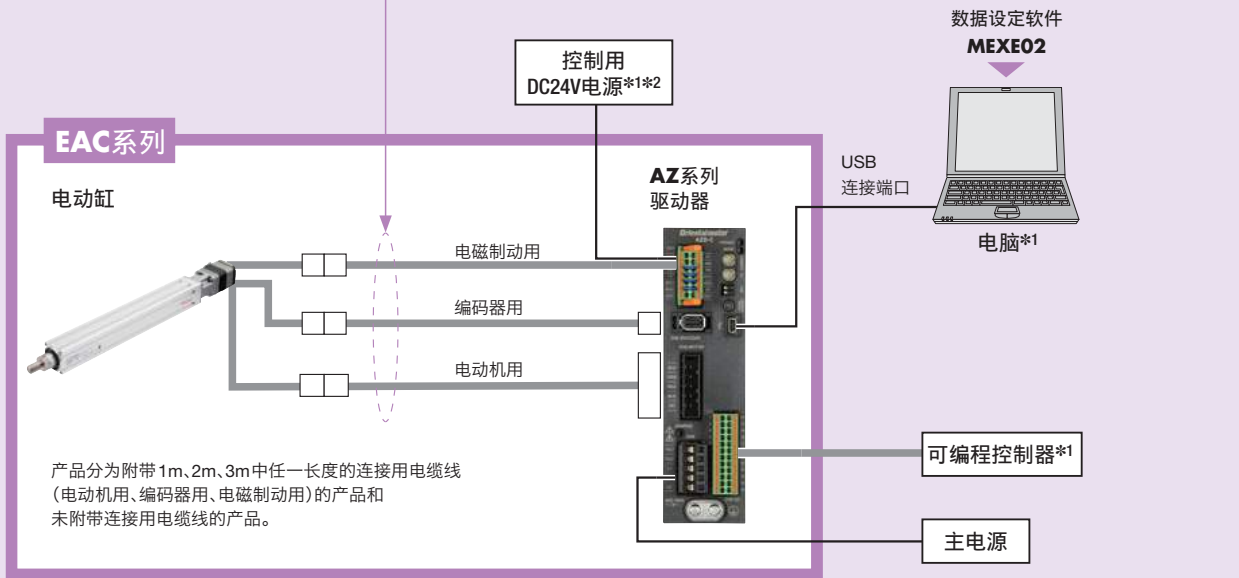 数据设定软件
MEXE02
控制用
DC24V电源*1*2
EAC系列
电动缸
AZ系列
驱动器
USB
连接端口
电脑*1
电磁制动用
编码器用
电动机用
可编程控制器*1
产品分为附带1m、2m、3m中任一长度的连接用电缆线
（电动机用、编码器用、电磁制动用）的产品和
未附带连接用电缆线的产品。
主电源